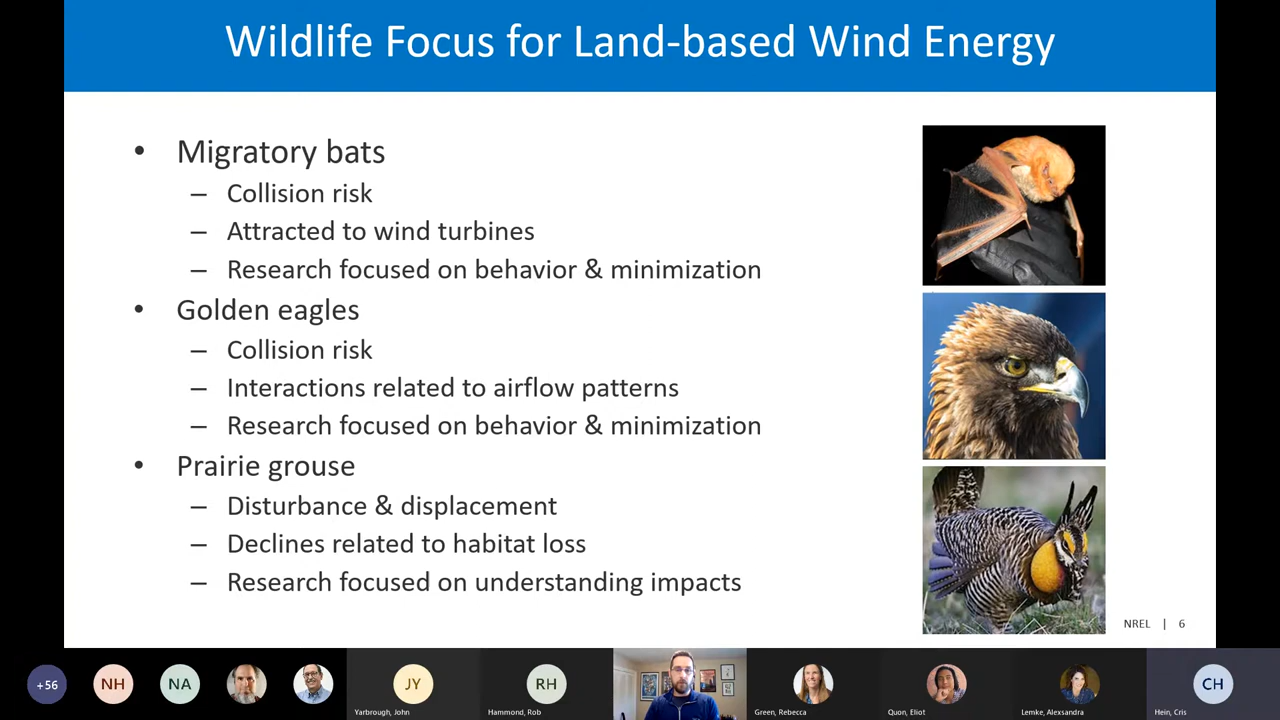 Wildlife Focus for Land-based Wind Energy
• Migratory bats
– Collision risk
– Attracted to wind turbines
– Research focused on behavior & minimization
• Golden eagles
– Collision risk
– Interactions related to airflow patterns
– Research focused on behavior & minimization
• Prairie grouse
– Disturbance & displacement
– Declines related to habitat loss
– Research focused on understanding impacts
NREL | 6
+56
NH
NA
JY
RH
CH
Yarbrough, John
Hammond, Rob
Green, Rebecca
Quon, Eliot
Lemke, Alexsandra
Hein, Cris